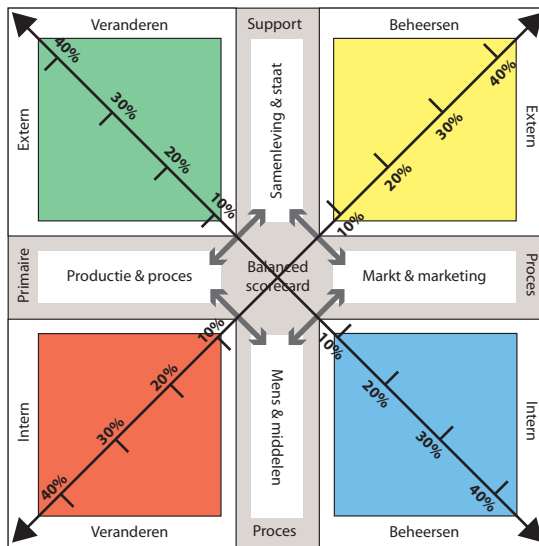 Veranderen
Support
Beheersen
40%
30%
20%
10%
Extern
Samenleving & staat
40%
30%
20%
10%
Extern
Primaire
Productie & proces
Balanced
scorecard
Markt & marketing
Proces
10%
20%
30%
40%
Intern
Mens & middelen
10%
20%
30%
40%
Intern
Veranderen
Proces
Beheersen